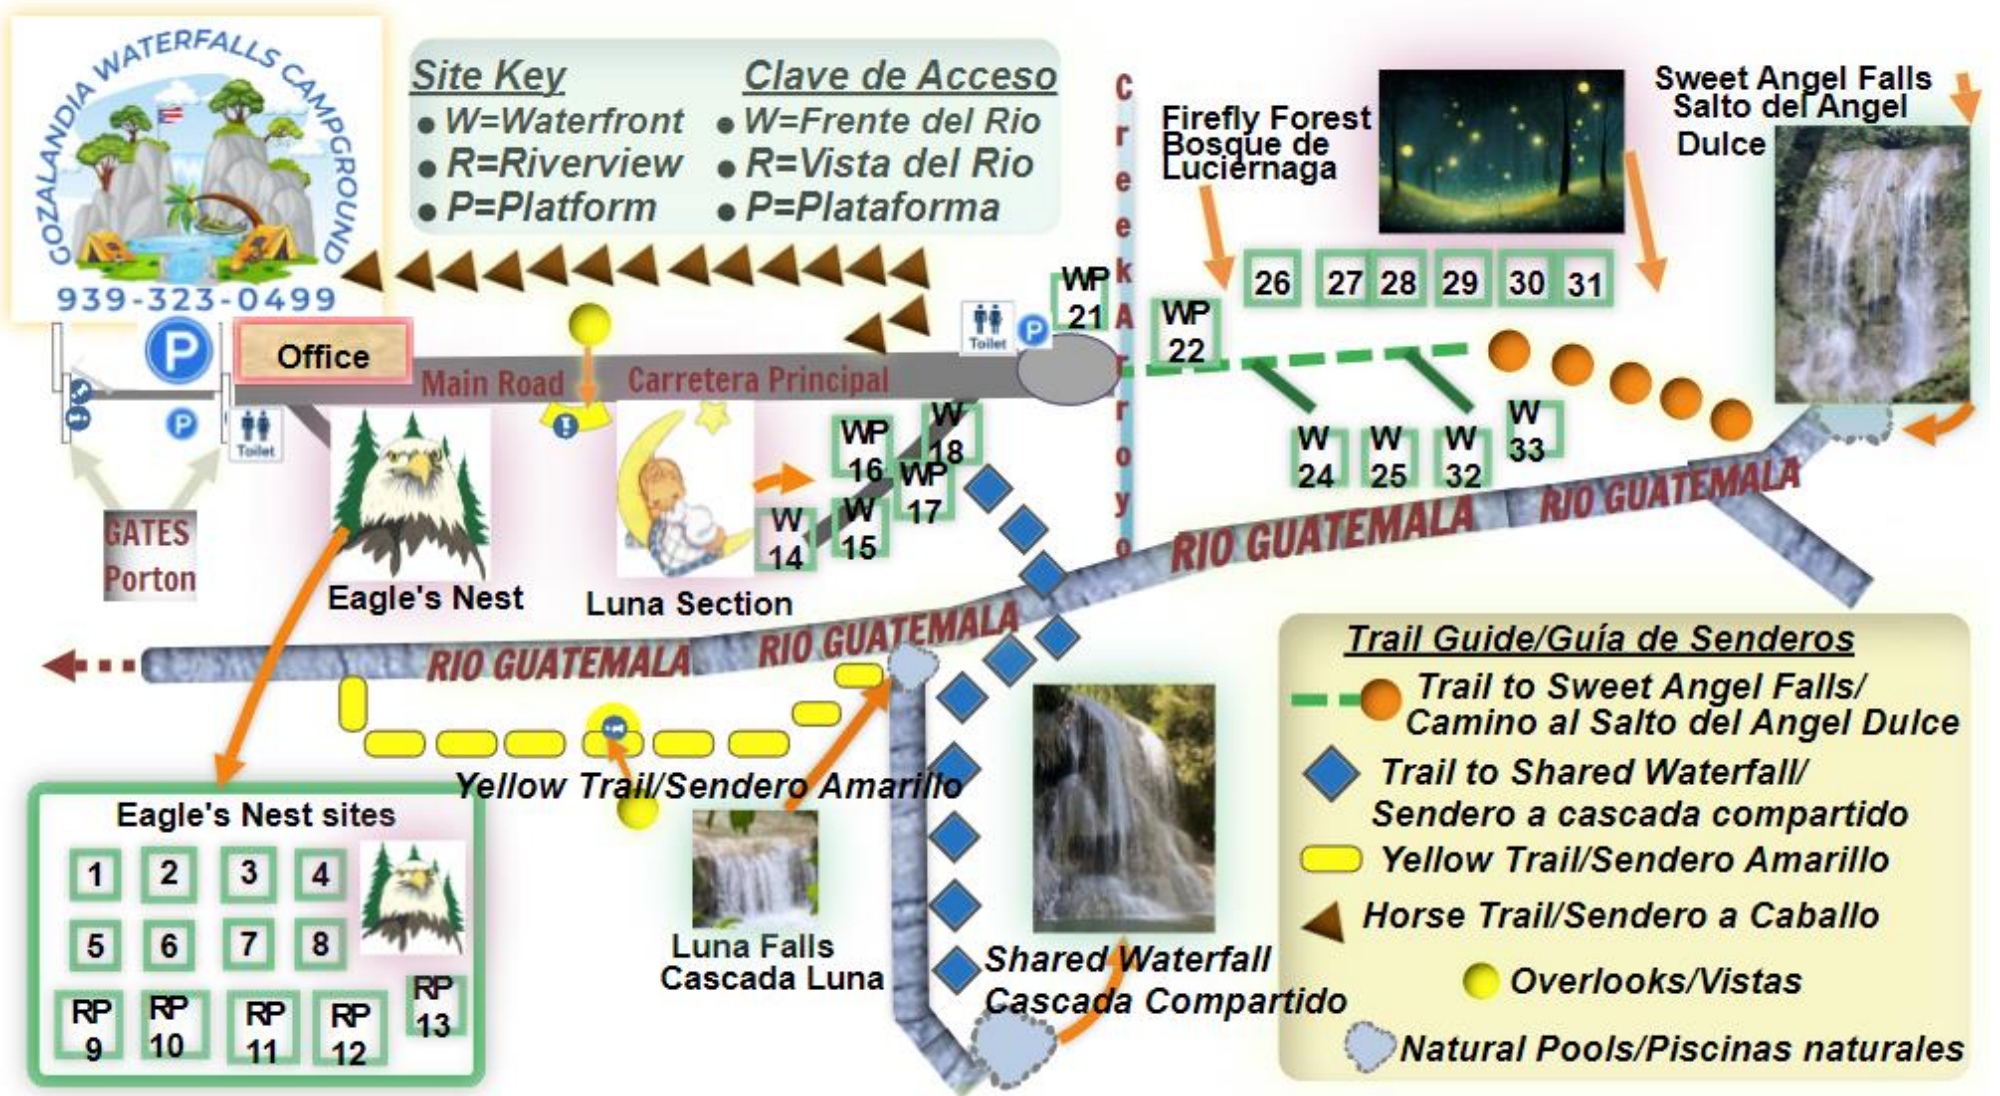 GOZALANDIA WATERFALLS CAMPGROUND
939-323-0499
Site Key
• W=Waterfront
• R=Riverview
• P=Platform
Clave de Acceso
• W=Frente del Rio
• R=Vista del Rio
• P=Plataforma
Creek Arroyo
Firefly Forest
Bosque de
Luciernaga
Sweet Angel Falls
Salto del Angel
Dulce
26
27
28
29
30
31
WP
21
WP
22
P
Office
Toilet
P
Main Road
Carretera Principal
P
Toilet
GATES
Porton
Eagle's Nest
Luna Section
WP
16
W
18
WP
17
W
15
W
14
W
24
W
25
W
32
W
33
RIO GUATEMALA
RIO GUATEMALA
RIO GUATEMALA
RIO GUATEMALA
Yellow Trail/Sendero Amarillo
Luna Falls
Cascada Luna
Shared Waterfall
Cascada Compartido
Eagle's Nest sites
1
2
3
4
5
6
7
8
RP
9
RP
10
RP
11
RP
12
RP
13
Trail Guide/Guía de Senderos
Trail to Sweet Angel Falls/
Camino al Salto del Angel Dulce
Trail to Shared Waterfall/
Sendero a cascada compartido
Yellow Trail/Sendero Amarillo
Horse Trail/Sendero a Caballo
Overlooks/Vistas
Natural Pools/Piscinas naturales